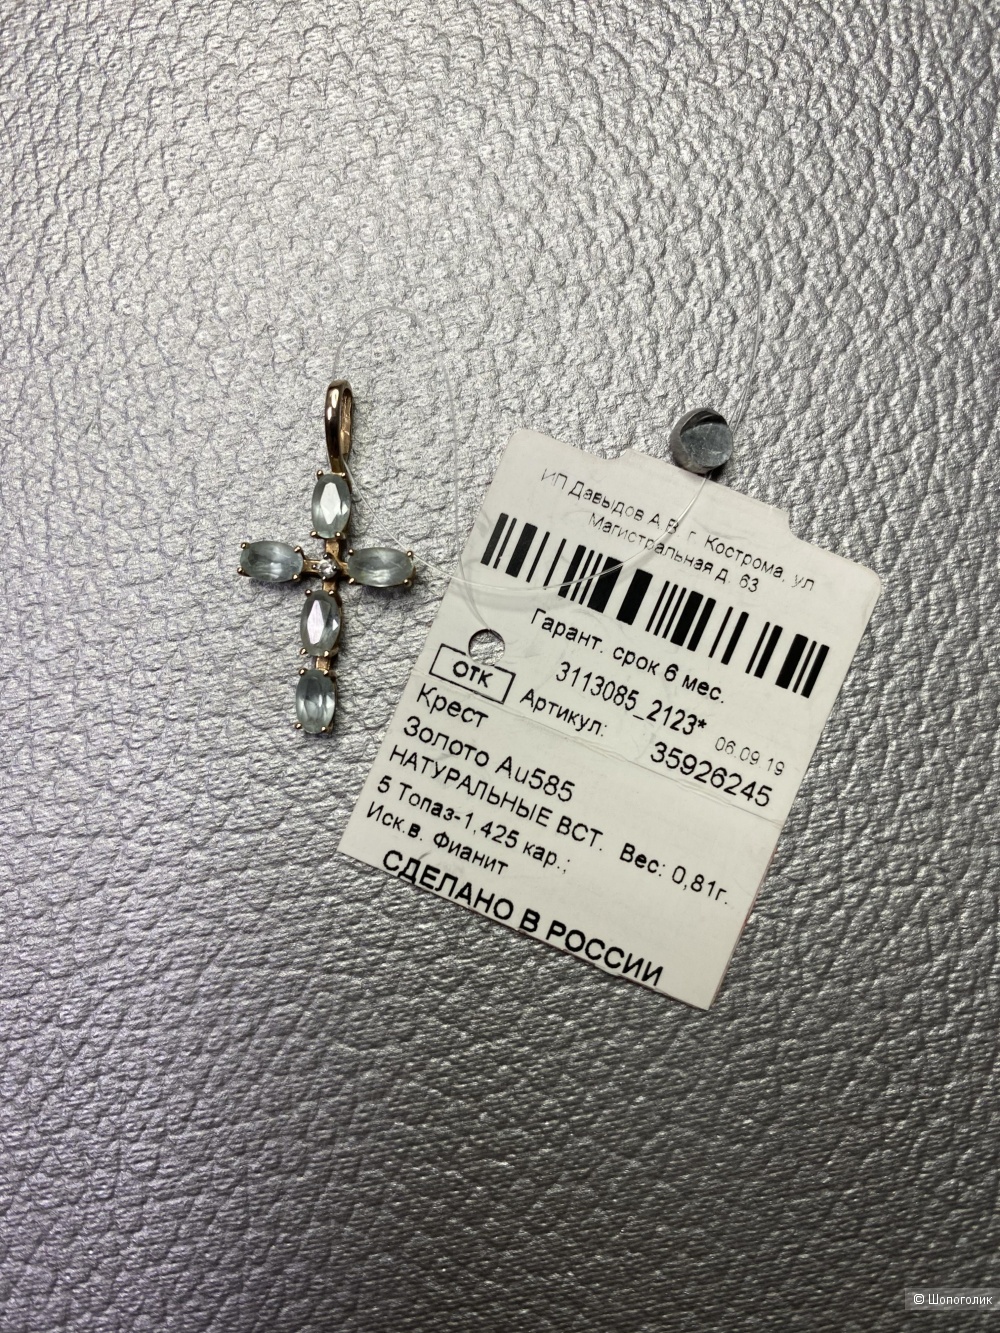 ИП Давыдов А.В. г. Кострома, ул
Магистральная д. 63
Гарант. срок 6 мес.
ОТК
3113085_2123*
06.09.19
Артикул: 35926245
Крест
Золото Au585
НАТУРАЛЬНЫЕ ВСТ. Вес: 0,81г.
5 Топаз-1,425 кар.;
Иск.в. Фианит
СДЕЛАНО В РОССИИ
© Шопоголик